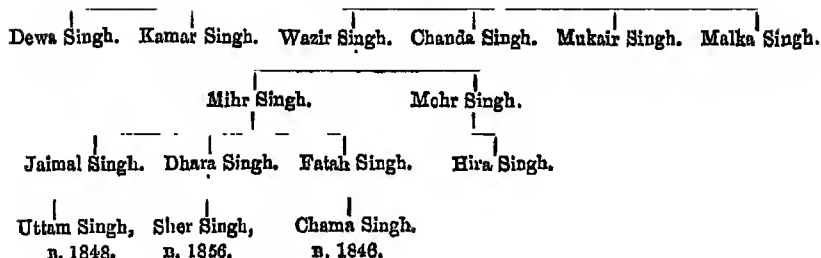 Dewa Singh. Kamar Singh. Wazir Singh. Chanda Singh. Mukair Singh. Malka Singh.
Mihr Singh. Mohr Singh.
Jaimal Singh. Dhara Singh. Fatah Singh. Hira Singh.
Uttam Singh, Sher Singh, Chama Singh.
B. 1848. B. 1856. B. 1846.